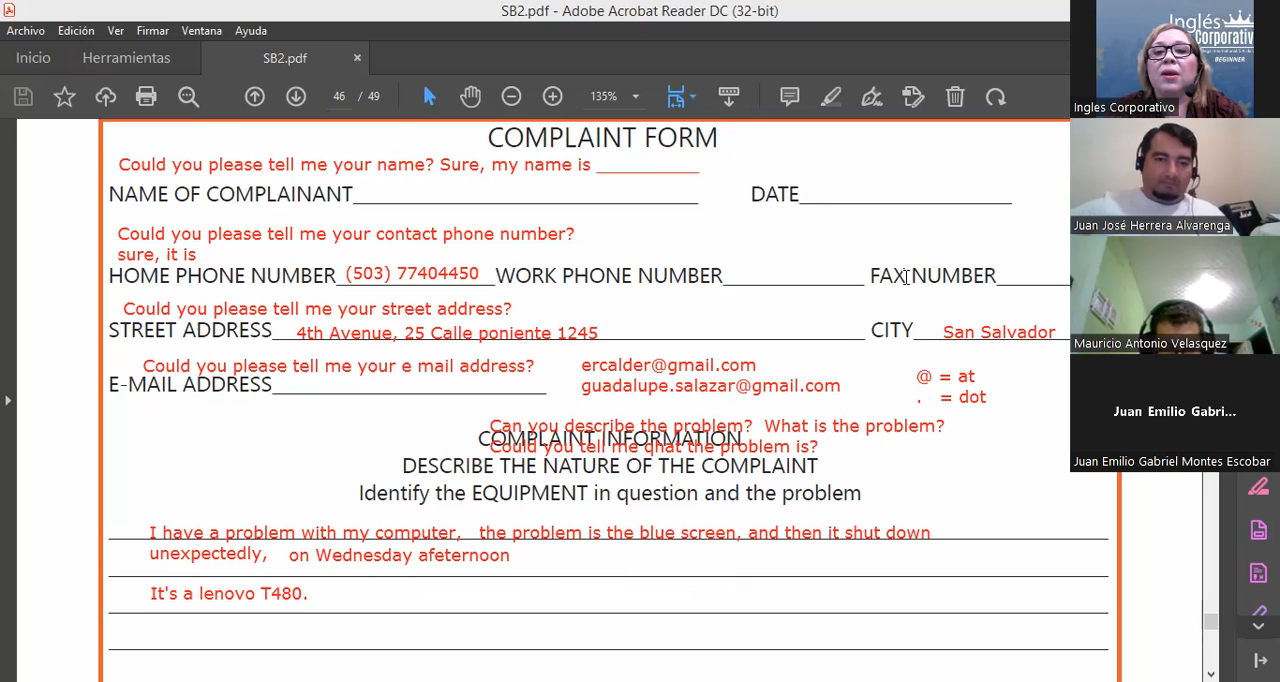 SB2.pdf - Adobe Acrobat Reader DC (32-bit)
Archivo Edición Ver Firmar Ventana Ayuda
Inicio Herramientas SB2.pdf ×
46 / 49 135%
COMPLAINT FORM
Could you please tell me your name? Sure, my name is ___________
NAME OF COMPLAINANT DATE
Could you please tell me your contact phone number?
sure, it is
HOME PHONE NUMBER (503) 77404450 WORK PHONE NUMBER FAX NUMBER
Could you please tell me your street address?
STREET ADDRESS 4th Avenue, 25 Calle poniente 1245 CITY San Salvador
Could you please tell me your e mail address? ercalder@gmail.com
E-MAIL ADDRESS guadalupe.salazar@gmail.com
@ = at
. = dot
Can you describe the problem? What is the problem?
COMPLAINT INFORMATION
Could you tell me qhat the problem is?
DESCRIBE THE NATURE OF THE COMPLAINT
Identify the EQUIPMENT in question and the problem
I have a problem with my computer, the problem is the blue screen, and then it shut down
unexpectedly, on Wednesday afeternoon
It's a lenovo T480.
Inglés
Corporativo
BEGINNER
Ingles Corporativo
Juan José Herrera Alvarenga
Mauricio Antonio Velasquez
Juan Emilio Gabri...
Juan Emilio Gabriel Montes Escobar